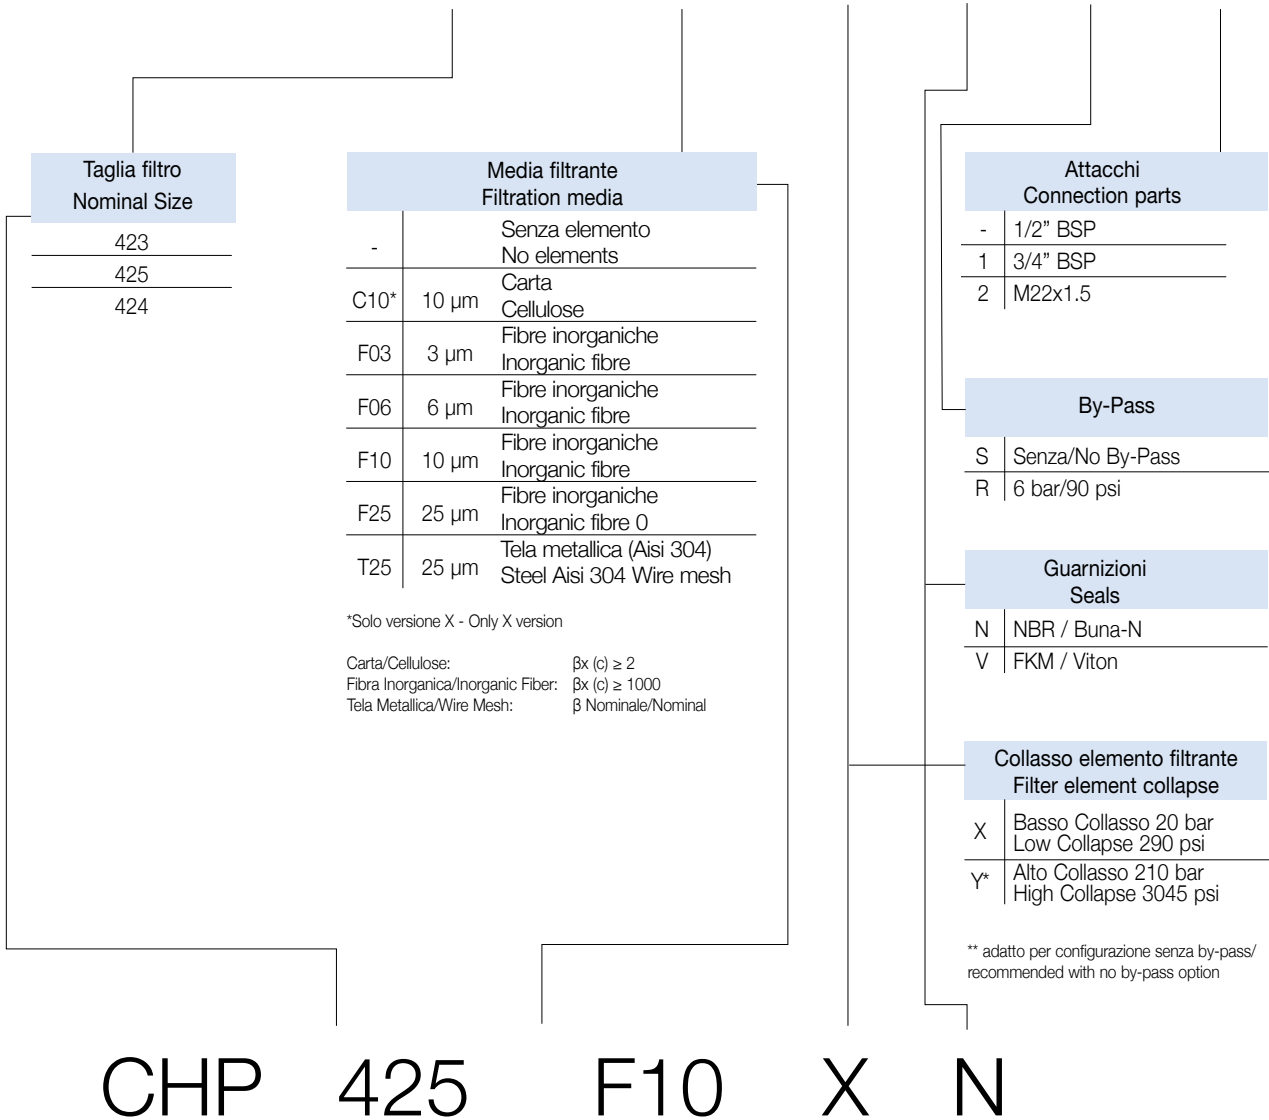 Taglia filtro
Nominal Size
423
425
424
Media filtrante
Filtration media
- Senza elemento
No elements
C10* 10 µm Carta
Cellulose
F03 3 µm Fibre inorganiche
Inorganic fibre
F06 6 µm Fibre inorganiche
Inorganic fibre
F10 10 µm Fibre inorganiche
Inorganic fibre
F25 25 µm Fibre inorganiche
Inorganic fibre 0
T25 25 µm Tela metallica (Aisi 304)
Steel Aisi 304 Wire mesh
*Solo versione X - Only X version
Carta/Cellulose: βx (c) ≥ 2
Fibra Inorganica/Inorganic Fiber: βx (c) ≥ 1000
Tela Metallica/Wire Mesh: β Nominale/Nominal
Attacchi
Connection parts
- 1/2” BSP
1 3/4” BSP
2 M22x1.5
By-Pass
S Senza/No By-Pass
R 6 bar/90 psi
Guarnizioni
Seals
N NBR / Buna-N
V FKM / Viton
Collasso elemento filtrante
Filter element collapse
X Basso Collasso 20 bar
Low Collapse 290 psi
Y* Alto Collasso 210 bar
High Collapse 3045 psi
** adatto per configurazione senza by-pass/
recommended with no by-pass option
CHP 425 F10 X N